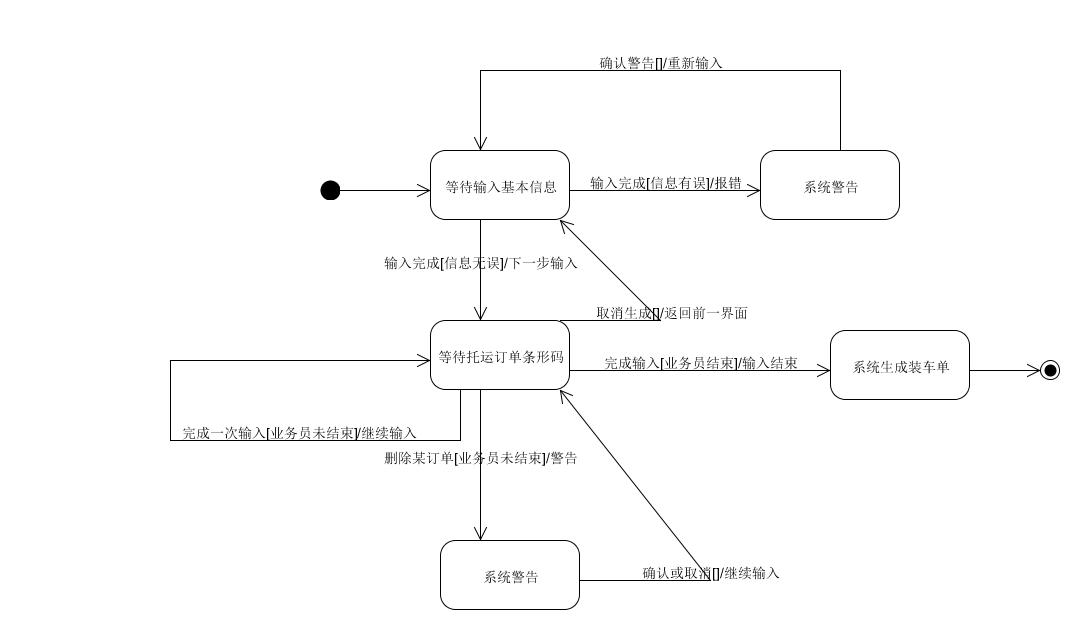 确认警告[]/重新输入
等待输入基本信息
输入完成[信息有误]/报错
系统警告
输入完成[信息无误]/下一步输入
取消生成[]/返回前一界面
等待托运订单条形码
完成输入[业务员结束]/输入结束
系统生成装车单
完成一次输入[业务员未结束]/继续输入
删除某订单[业务员未结束]/警告
系统警告
确认或取消[]/继续输入